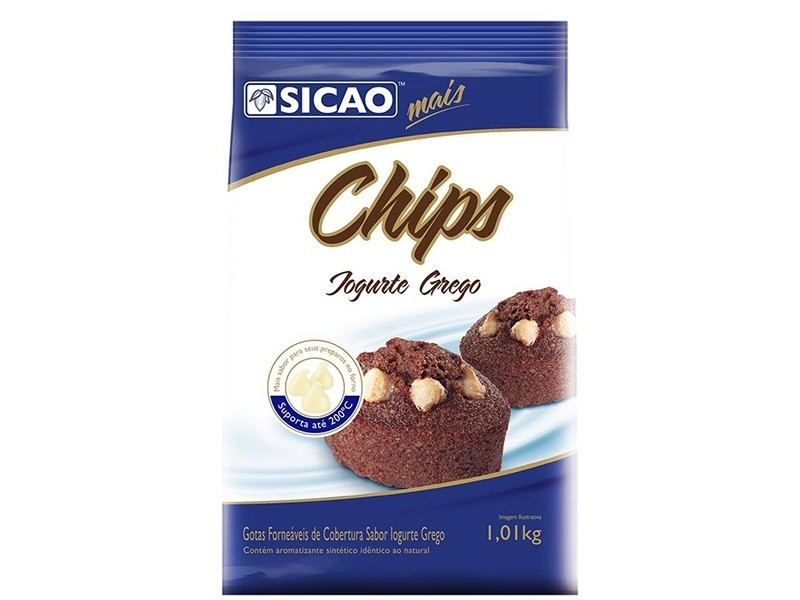 SICAO™
mais
Chips
Iogurte Grego
Mais sabor para seus preparos no forno
Suporta até 200°C
Imagem Ilustrativa
Gotas Forneáveis de Cobertura Sabor Iogurte Grego
1,01kg
Contém aromatizante sintético idêntico ao natural